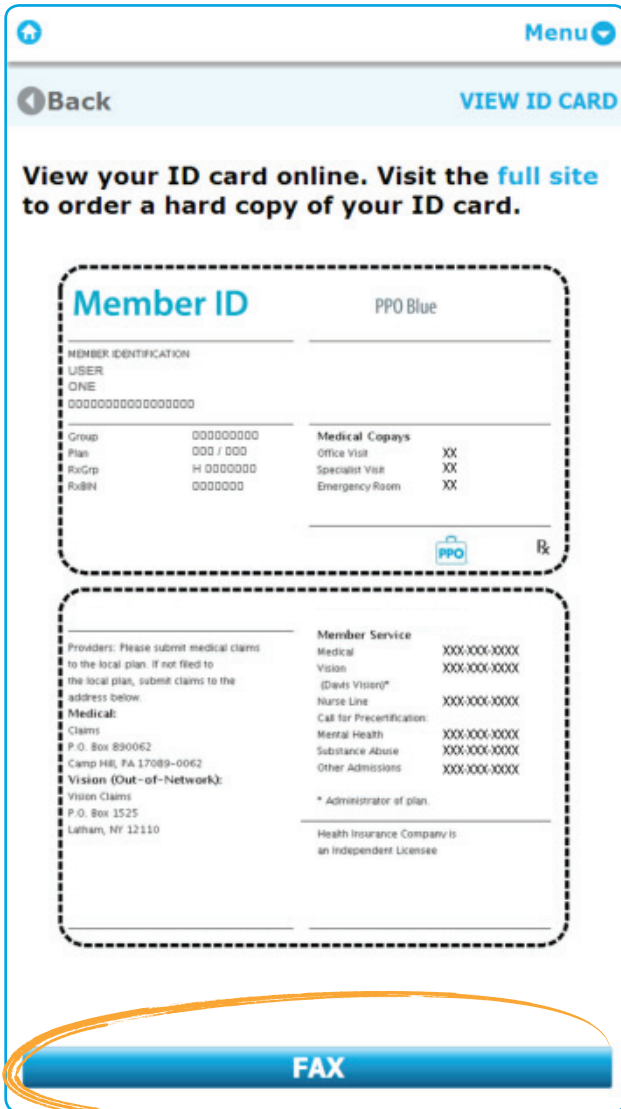 Menu
Back
VIEW ID CARD
View your ID card online. Visit the full site
to order a hard copy of your ID card.
Member ID
PPO Blue
MEMBER IDENTIFICATION
USER
ONE
00000000000000000
Group 000000000
Plan 000 / 000
RxGrp H 0000000
RxBIN 0000000
Medical Copays
Office Visit XX
Specialist Visit XX
Emergency Room XX
PPO
℞
Providers: Please submit medical claims
to the local plan. If not filed to
the local plan, submit claims to the
address below.
Medical:
Claims
P.O. Box 890062
Camp Hill, PA 17089-0062
Vision (Out-of-Network):
Vision Claims
P.O. Box 1525
Latham, NY 12110
Member Service
Medical XXX-XXX-XXXX
Vision XXX-XXX-XXXX
(Davis Vision)*
Nurse Line XXX-XXX-XXXX
Call for Precertification:
Mental Health XXX-XXX-XXXX
Substance Abuse XXX-XXX-XXXX
Other Admissions XXX-XXX-XXXX
* Administrator of plan.
Health Insurance Company is
an Independent Licensee
FAX